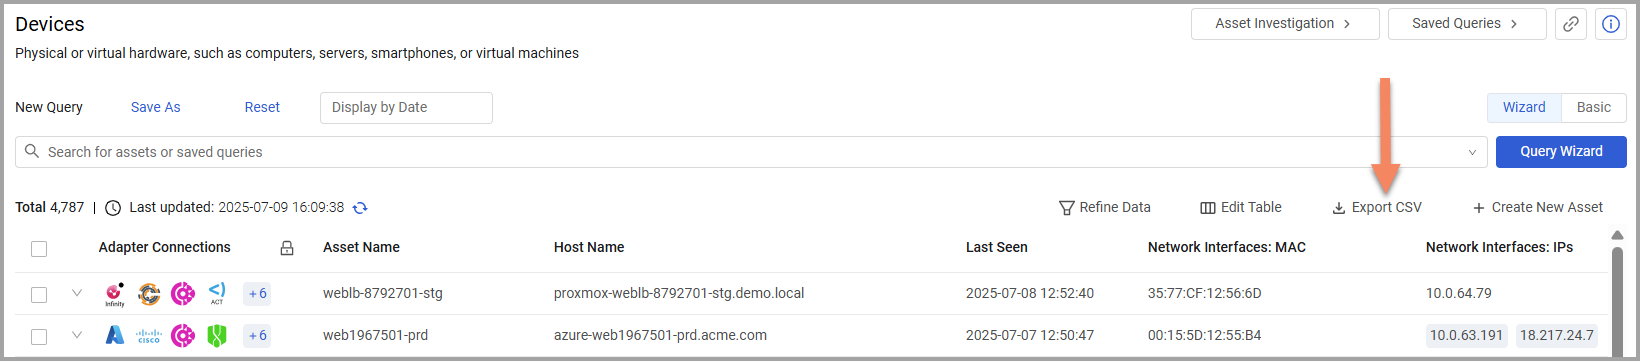 Devices
Asset Investigation
Saved Queries
Physical or virtual hardware, such as computers, servers, smartphones, or virtual machines
New Query Save As Reset Display by Date
Wizard Basic
Search for assets or saved queries
Query Wizard
Total 4,787 | Last updated: 2025-07-09 16:09:38
Refine Data Edit Table Export CSV + Create New Asset
Adapter Connections Asset Name Host Name Last Seen Network Interfaces: MAC Network Interfaces: IPs
Infinity ACT +6 weblb-8792701-stg proxmox-weblb-8792701-stg.demo.local 2025-07-08 12:52:40 35:77:CF:12:56:6D 10.0.64.79
CISCO +6 web1967501-prd azure-web1967501-prd.acme.com 2025-07-07 12:50:47 00:15:5D:12:55:B4 10.0.63.191 18.217.24.7